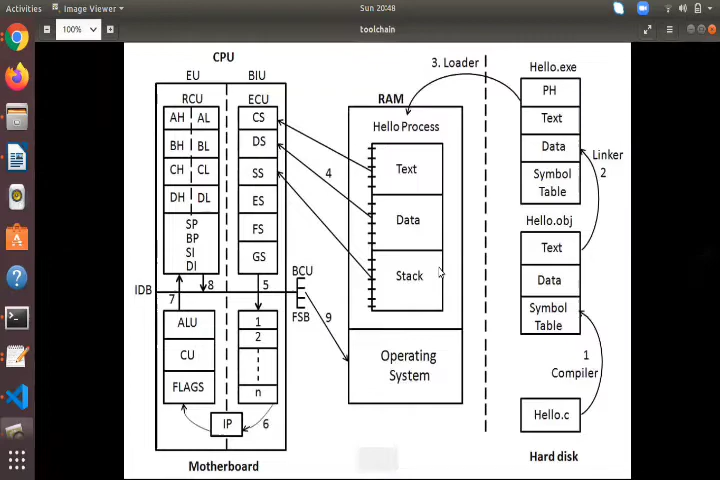 Activities
Image Viewer
Sun 20:48
100%
toolchain
CPU
EU
BIU
RCU
ECU
AH
AL
BH
BL
CH
CL
DH
DL
SP
BP
SI
DI
CS
DS
SS
ES
FS
GS
IDB
7
8
5
BCU
FSB
ALU
CU
FLAGS
1
2
n
IP
6
Motherboard
3. Loader
RAM
Hello Process
Text
Data
Stack
4
9
Operating
System
Hello.exe
PH
Text
Data
Symbol
Table
Linker
2
Hello.obj
Text
Data
Symbol
Table
1
Compiler
Hello.c
Hard disk